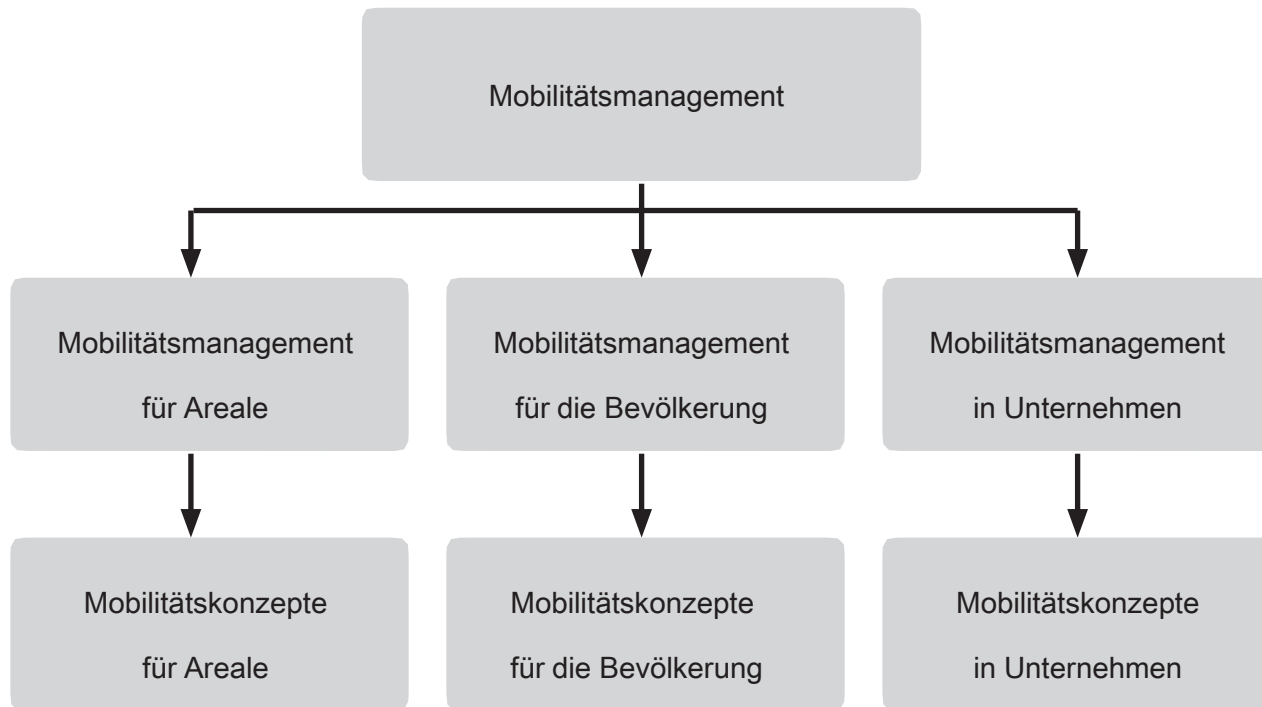 Mobilitätsmanagement
Mobilitätsmanagement
für Areale
Mobilitätsmanagement
für die Bevölkerung
Mobilitätsmanagement
in Unternehmen
Mobilitätskonzepte
für Areale
Mobilitätskonzepte
für die Bevölkerung
Mobilitätskonzepte
in Unternehmen